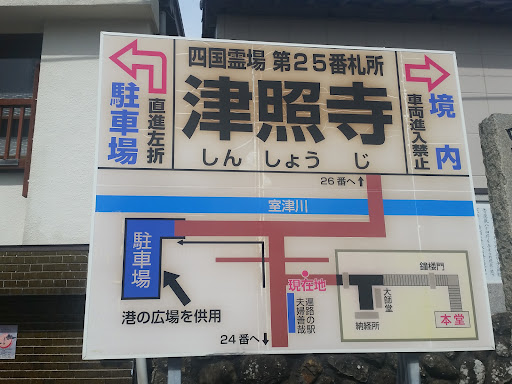 四国霊場 第25番札所
津照寺
しん しょう じ
駐車場
直進左折
境内
車両進入禁止
26番へ
室津川
駐車場
港の広場を供用
24番へ
現在地
遍路の駅
夫婦善哉
鐘楼門
大師堂
納経所
本堂